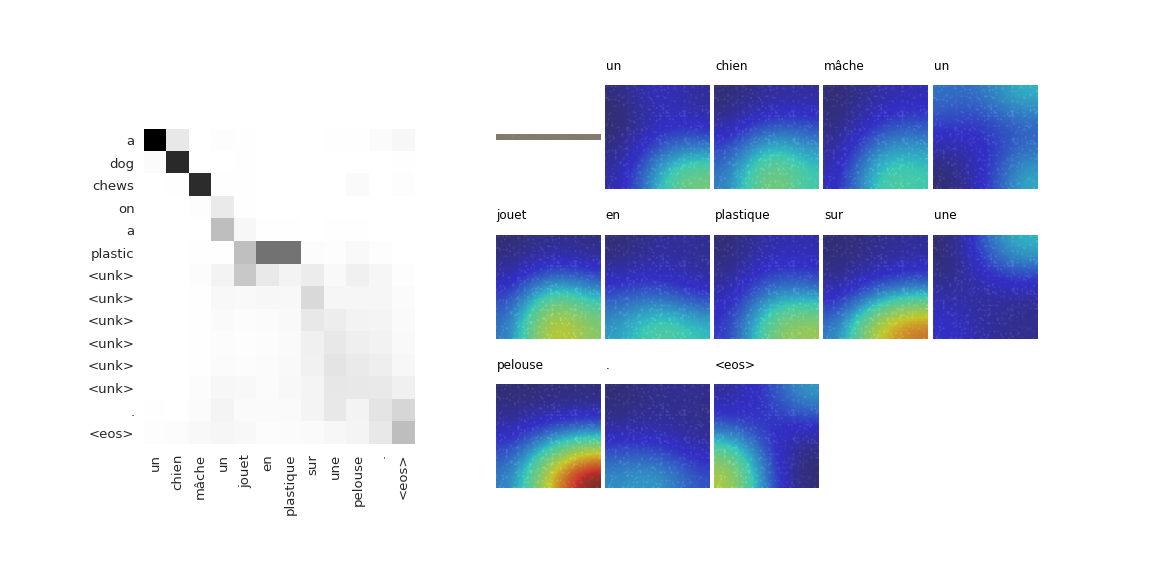 a
dog
chews
on
a
plastic
<unk>
<unk>
<unk>
<unk>
<unk>
<unk>
.
<eos>
un
chien
mâche
un
jouet
en
plastique
sur
une
pelouse
.
<eos>
un chien mâche un
jouet en plastique sur une
pelouse . <eos>